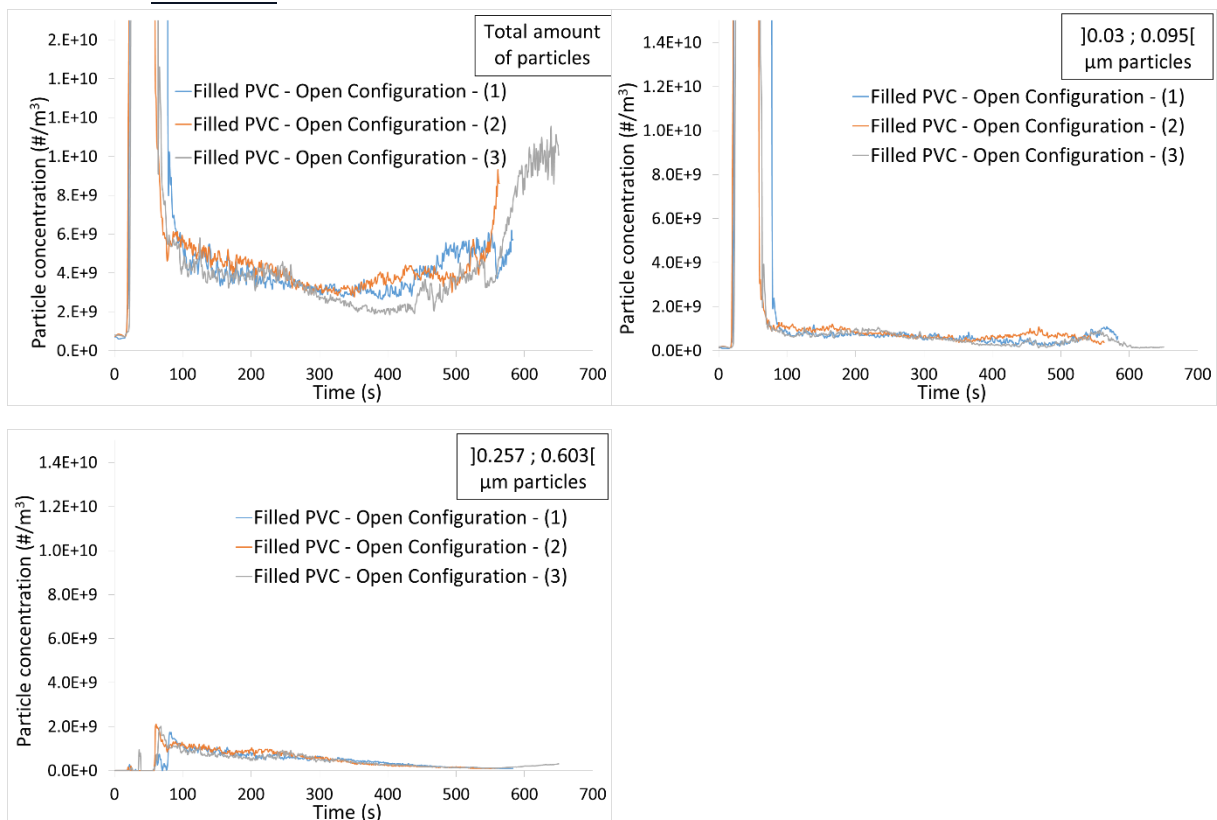 Total amount
of particles
2.E+10
1.E+10
1.E+10
1.E+10
8.E+9
6.E+9
4.E+9
2.E+9
0.E+0
Particle concentration (#/m³)
Filled PVC - Open Configuration - (1)
Filled PVC - Open Configuration - (2)
Filled PVC - Open Configuration - (3)
0 100 200 300 400 500 600 700
Time (s)
]0.03 ; 0.095[
µm particles
1.4E+10
1.2E+10
1.0E+10
8.0E+9
6.0E+9
4.0E+9
2.0E+9
0.0E+0
Particle concentration (#/m³)
Filled PVC - Open Configuration - (1)
Filled PVC - Open Configuration - (2)
Filled PVC - Open Configuration - (3)
0 100 200 300 400 500 600 700
Time (s)
]0.257 ; 0.603[
µm particles
1.4E+10
1.2E+10
1.0E+10
8.0E+9
6.0E+9
4.0E+9
2.0E+9
0.0E+0
Particle concentration (#/m³)
Filled PVC - Open Configuration - (1)
Filled PVC - Open Configuration - (2)
Filled PVC - Open Configuration - (3)
0 100 200 300 400 500 600 700
Time (s)